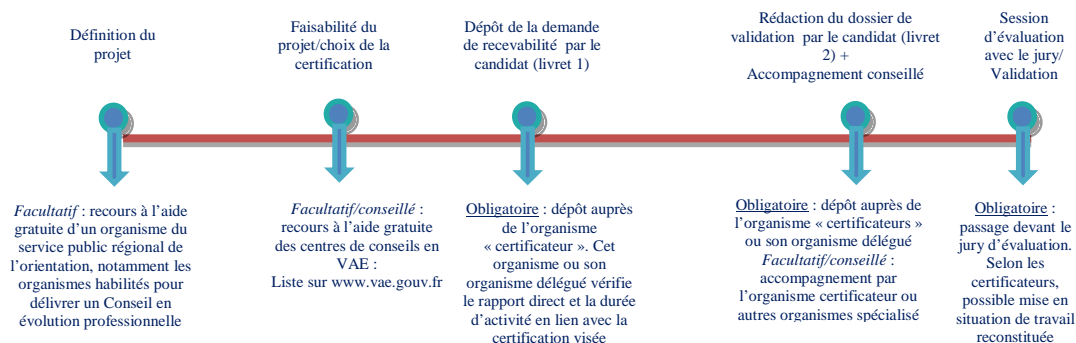 Définition du
projet
Faisabilité du
projet/choix de la
certification
Dépôt de la demande
de recevabilité par le
candidat (livret 1)
Rédaction du dossier de
validation par le candidat (livret
2) +
Accompagnement conseillé
Session
d'évaluation
avec le jury/
Validation
Facultatif : recours à l'aide
gratuite d'un organisme du
service public régional de
l'orientation, notamment les
organismes habilités pour
délivrer un Conseil en
évolution professionnelle
Facultatif/conseillé :
recours à l'aide gratuite
des centres de conseils en
VAE :
Liste sur www.vae.gouv.fr
Obligatoire : dépôt auprès
de l'organisme
« certificateur ». Cet
organisme ou son
organisme délégué vérifie
le rapport direct et la durée
d'activité en lien avec la
certification visée
Obligatoire : dépôt auprès de
l'organisme « certificateurs »
ou son organisme délégué
Facultatif/conseillé :
accompagnement par
l'organisme certificateur ou
autres organismes spécialisé
Obligatoire :
passage devant le
jury d'évaluation.
Selon les
certificateurs,
possible mise en
situation de travail
reconstituée